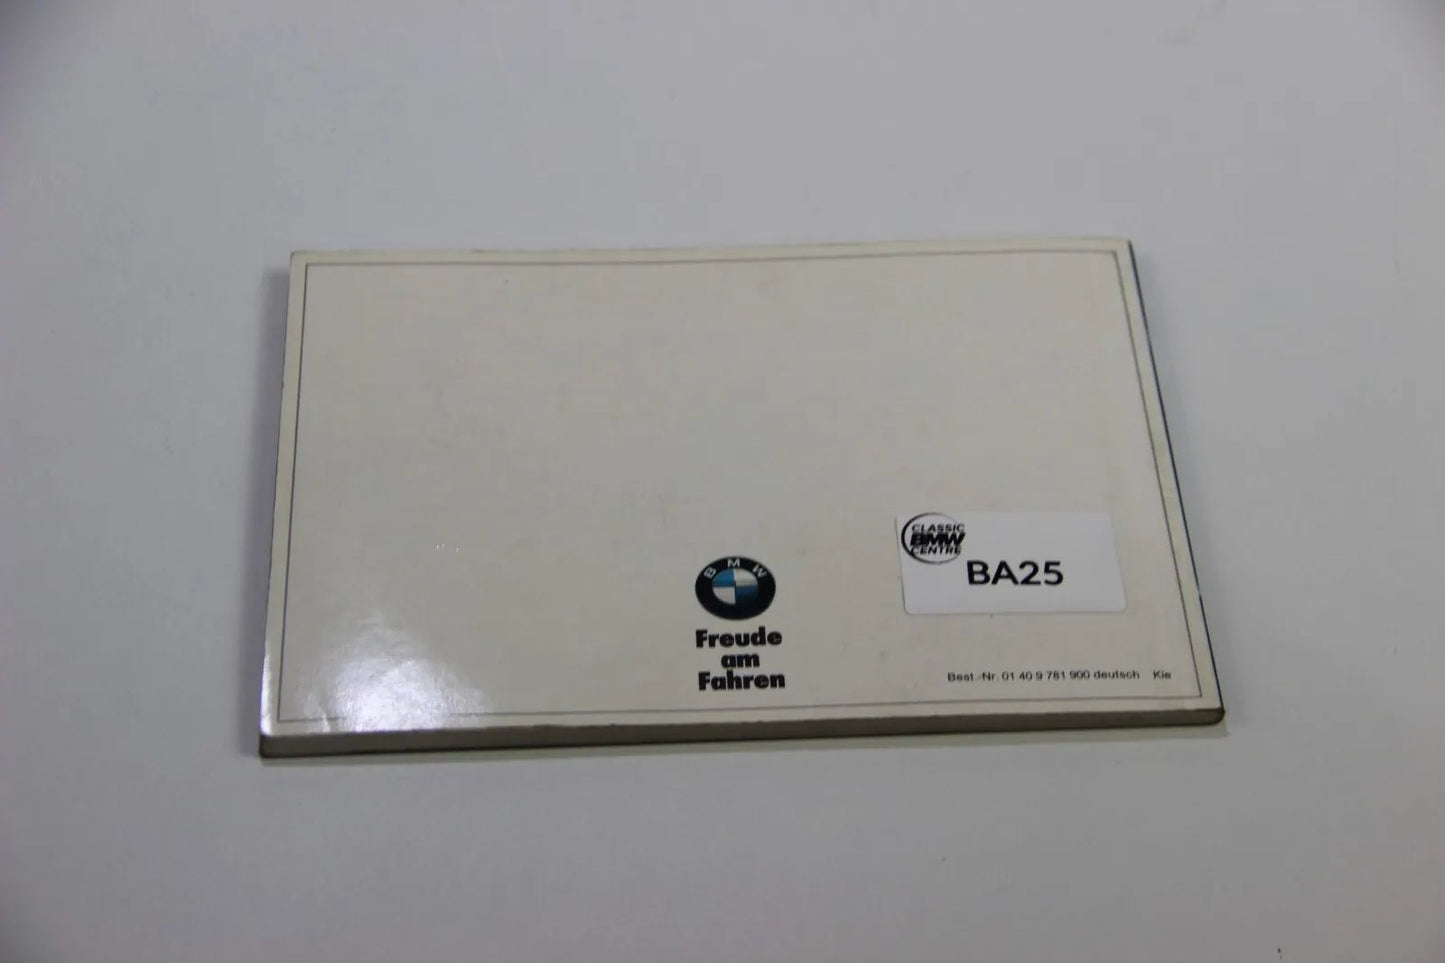 CLASSIC
BMW
CENTRE
BA25
BMW
Freude
am
Fahren
Best.-Nr. 01 40 9 781 900 deutsch Kie